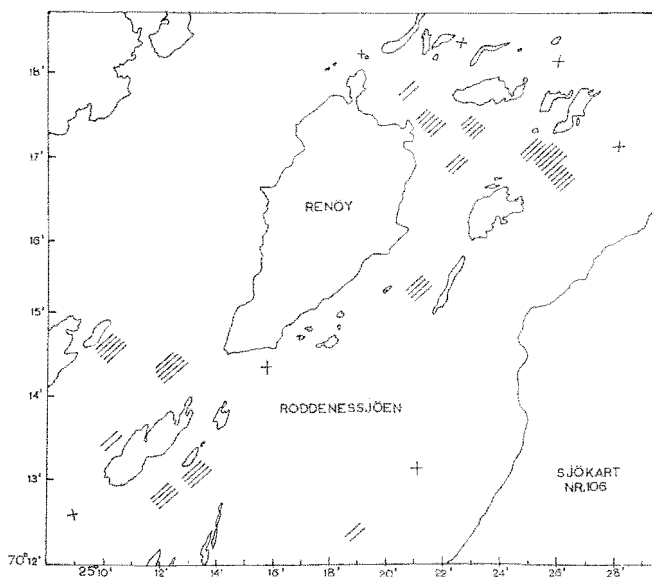 18'
17'
RENÖY
16'
15'
14'
RODDENESSJÖEN
13'
SJÖKART
NR.106
70° 12'
25° 10' 12' 14' 16' 18' 20' 22' 24' 26' 28'